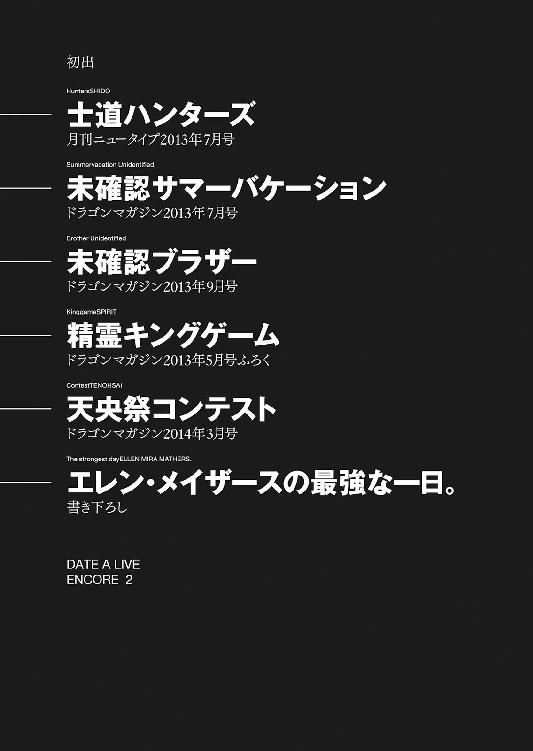 初出
HuntersSHIDO
士道ハンターズ
月刊ニュータイプ2013年7月号
Summervacation Unidentified
未確認サマーバケーション
ドラゴンマガジン2013年7月号
Brother Unidentified
未確認ブラザー
ドラゴンマガジン2013年9月号
KinggameSPIRIT
精霊キングゲーム
ドラゴンマガジン2013年5月号ふろく
ContestTENOHSAI
天央祭コンテスト
ドラゴンマガジン2014年3月号
The strongest dayELLEN MIRA MATHERS.
エレン・メイザースの最強な一日。
書き下ろし
DATE A LIVE
ENCORE 2